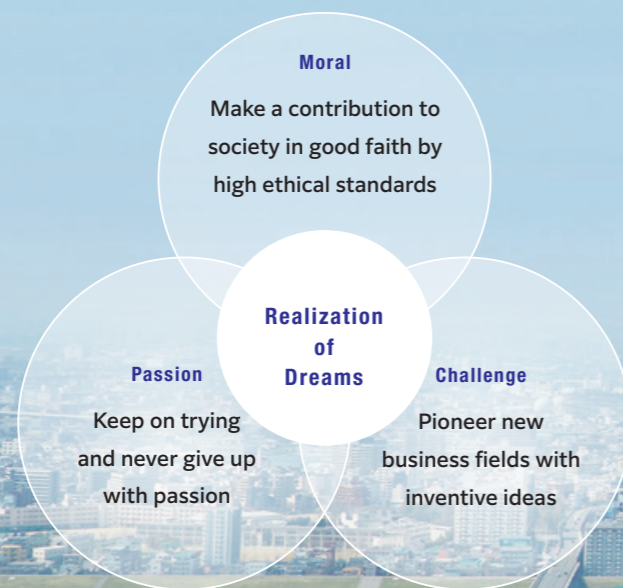 Moral
Make a contribution to
society in good faith by
high ethical standards
Realization
of
Dreams
Passion
Keep on trying
and never give up
with passion
Challenge
Pioneer new
business fields with
inventive ideas